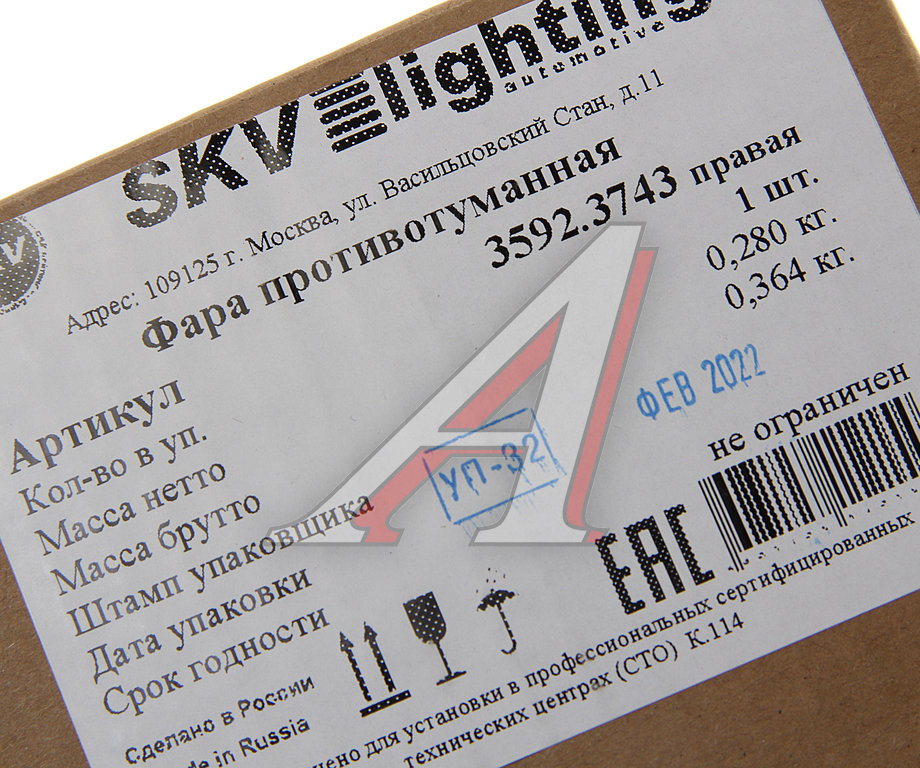 SKV lighting
automotive
Адрес: 109125 г. Москва, ул. Васильцовский Стан, д.11
Фара противотуманная
Артикул 3592.3743 правая
Кол-во в уп. 1 шт.
Масса нетто 0,280 кг.
Масса брутто 0,364 кг.
Штамп упаковщика УП-32
Дата упаковки ФЕВ 2022
Срок годности не ограничен
EAC
Сделано в России
in Russia
для установки в профессиональных сертифицированных
технических центрах (СТО) К.114